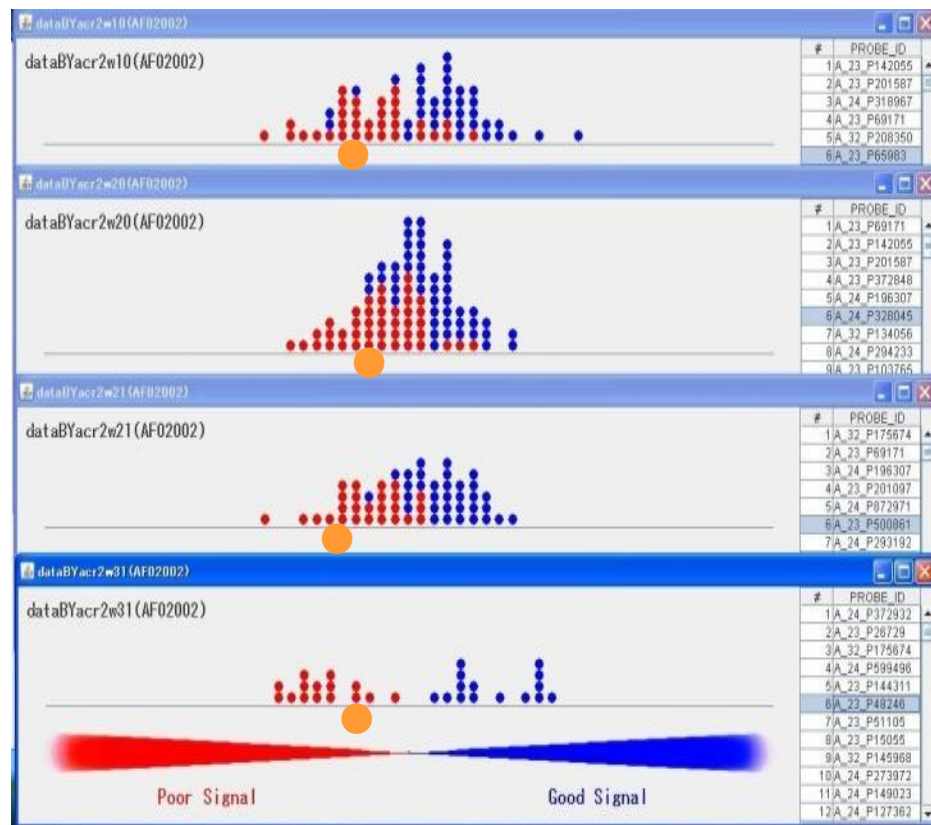 dataBYacr2w10(AF02002)
dataBYacr2w10(AF02002)
# PROBE_ID
1 A_23_P142055
2 A_23_P201587
3 A_24_P318967
4 A_23_P69171
5 A_32_P208350
6 A_23_P65983
dataBYacr2w20(AF02002)
dataBYacr2w20(AF02002)
# PROBE_ID
1 A_23_P69171
2 A_23_P142055
3 A_23_P201587
4 A_23_P372848
5 A_24_P196307
6 A_24_P328045
7 A_32_P134056
8 A_24_P294233
9 A_23_P103765
dataBYacr2w21(AF02002)
dataBYacr2w21(AF02002)
# PROBE_ID
1 A_32_P175674
2 A_23_P69171
3 A_24_P196307
4 A_23_P201097
5 A_24_P872971
6 A_23_P500861
7 A_24_P293192
dataBYacr2w31(AF02002)
dataBYacr2w31(AF02002)
# PROBE_ID
1 A_24_P372932
2 A_23_P26729
3 A_32_P175674
4 A_24_P599496
5 A_23_P144311
6 A_23_P48246
7 A_23_P51105
8 A_23_P15055
9 A_32_P145968
10 A_24_P273972
11 A_24_P149023
12 A_24_P127362
Poor Signal
Good Signal